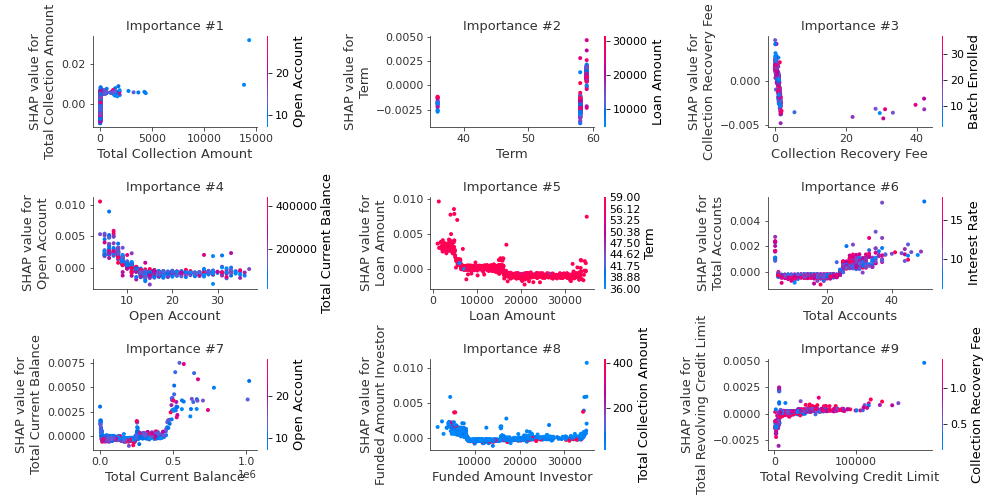 Importance #1
SHAP value for
Total Collection Amount
0.02
0.00
0
5000
10000
15000
Total Collection Amount
20
10
Open Account
Importance #2
SHAP value for
Term
0.0050
0.0025
0.0000
−0.0025
40
50
60
Term
30000
20000
10000
Loan Amount
Importance #3
SHAP value for
Collection Recovery Fee
0.000
−0.005
0
20
40
Collection Recovery Fee
30
20
10
Batch Enrolled
Importance #4
SHAP value for
Open Account
0.010
0.005
0.000
10
20
30
Open Account
400000
200000
Total Current Balance
Importance #5
SHAP value for
Loan Amount
0.010
0.005
0.000
0
10000
20000
30000
Loan Amount
59.00
56.12
53.25
50.38
47.50
44.62
41.75
38.88
36.00
Term
Importance #6
SHAP value for
Total Accounts
0.004
0.002
0.000
20
40
Total Accounts
15
10
Interest Rate
Importance #7
SHAP value for
Total Current Balance
0.0075
0.0050
0.0025
0.0000
0.0
0.5
1.0
1e6
Total Current Balance
20
10
Open Account
Importance #8
SHAP value for
Funded Amount Investor
0.010
0.005
0.000
10000
20000
30000
Funded Amount Investor
400
200
Total Collection Amount
Importance #9
SHAP value for
Total Revolving Credit Limit
0.0050
0.0025
0.0000
−0.0025
0
100000
Total Revolving Credit Limit
1.0
0.5
Collection Recovery Fee